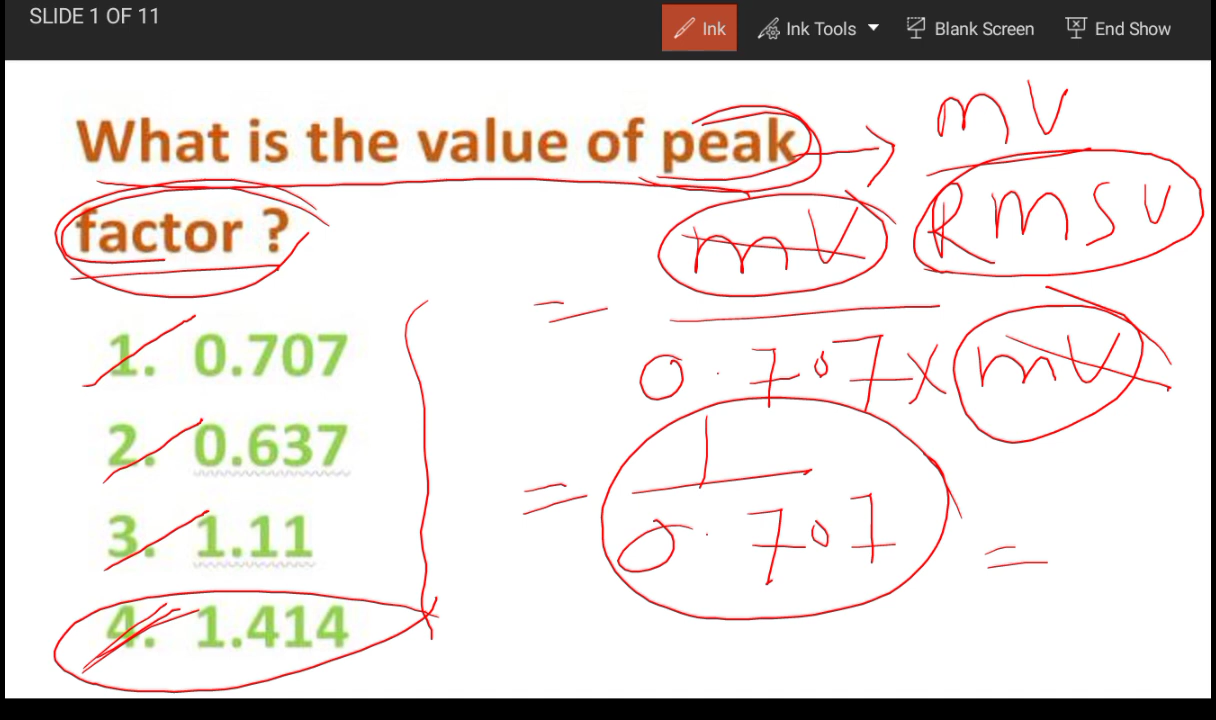 SLIDE 1 OF 11
Ink
Ink Tools
Blank Screen
End Show
What is the value of peak
factor ?
mV
RmsV
mV
=
0.707 x mV
1. 0.707
2. 0.637
3. 1.11
4. 1.414
= 1
0.707 =